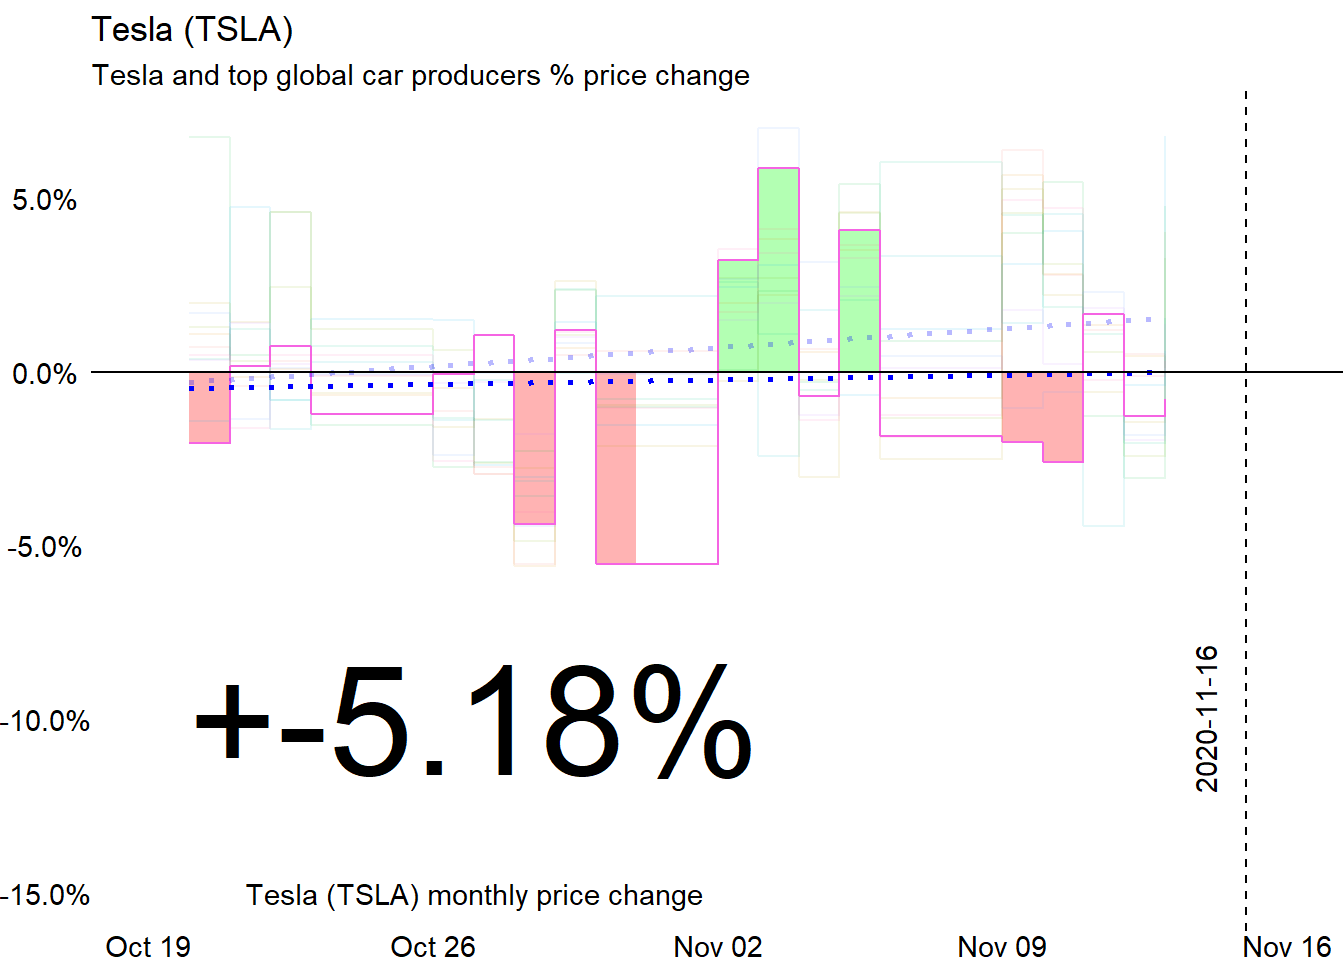 Tesla (TSLA)
Tesla and top global car producers % price change
5.0%
0.0%
-5.0%
-10.0%
-15.0%
+-5.18%
Tesla (TSLA) monthly price change
2020-11-16
Oct 19
Oct 26
Nov 02
Nov 09
Nov 16